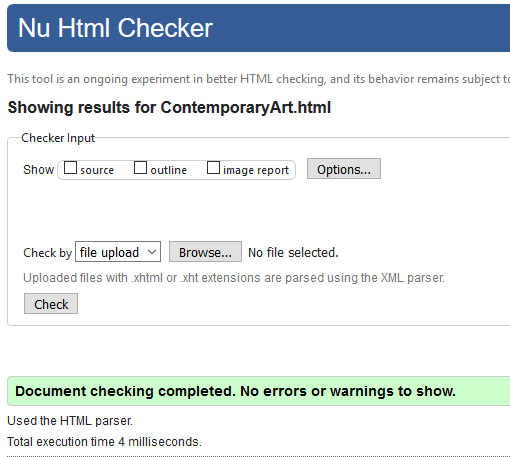 Nu Html Checker
This tool is an ongoing experiment in better HTML checking, and its behavior remains subject to
Showing results for ContemporaryArt.html
Checker Input
Show source outline image report Options...
Check by file upload Browse... No file selected.
Uploaded files with .xhtml or .xht extensions are parsed using the XML parser.
Check
Document checking completed. No errors or warnings to show.
Used the HTML parser.
Total execution time 4 milliseconds.